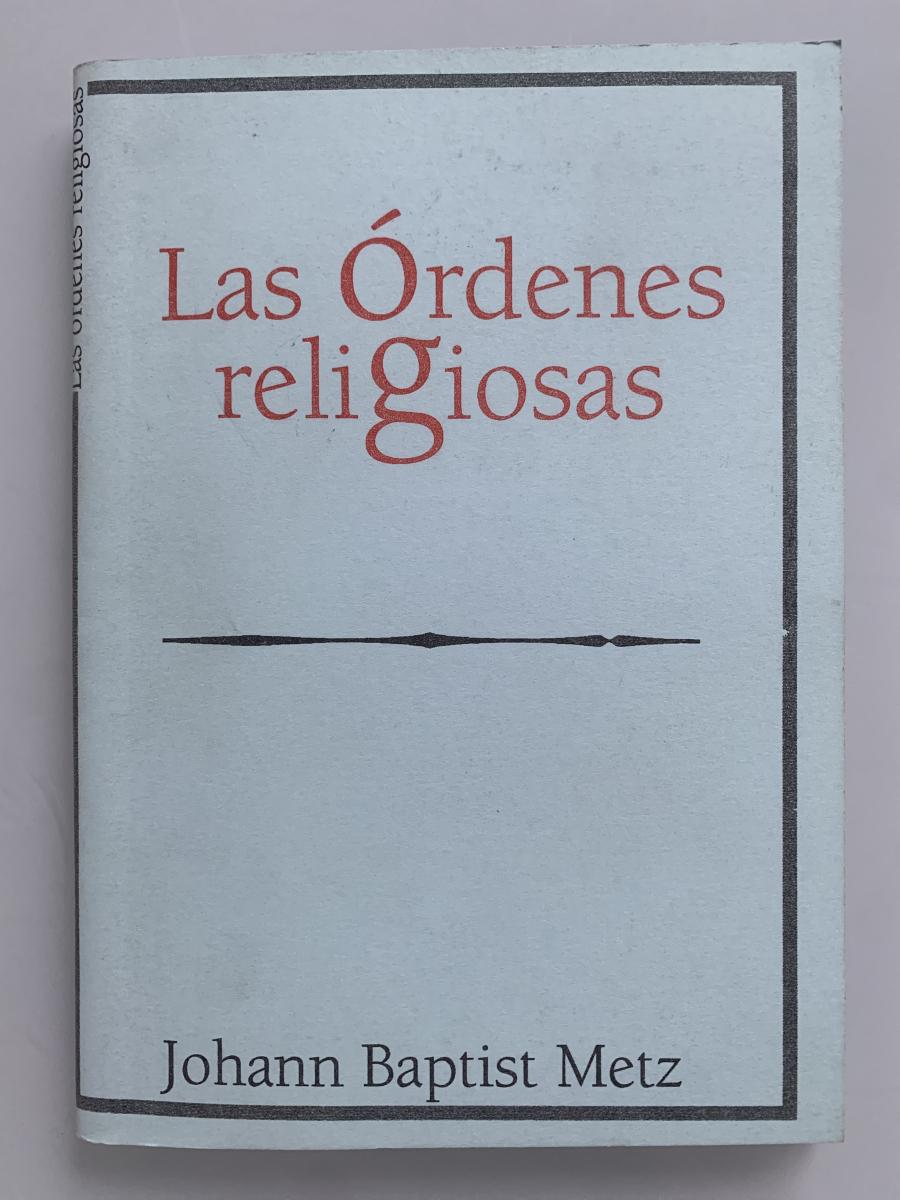 Las órdenes religiosas
Las Órdenes
religiosas
Johann Baptist Metz